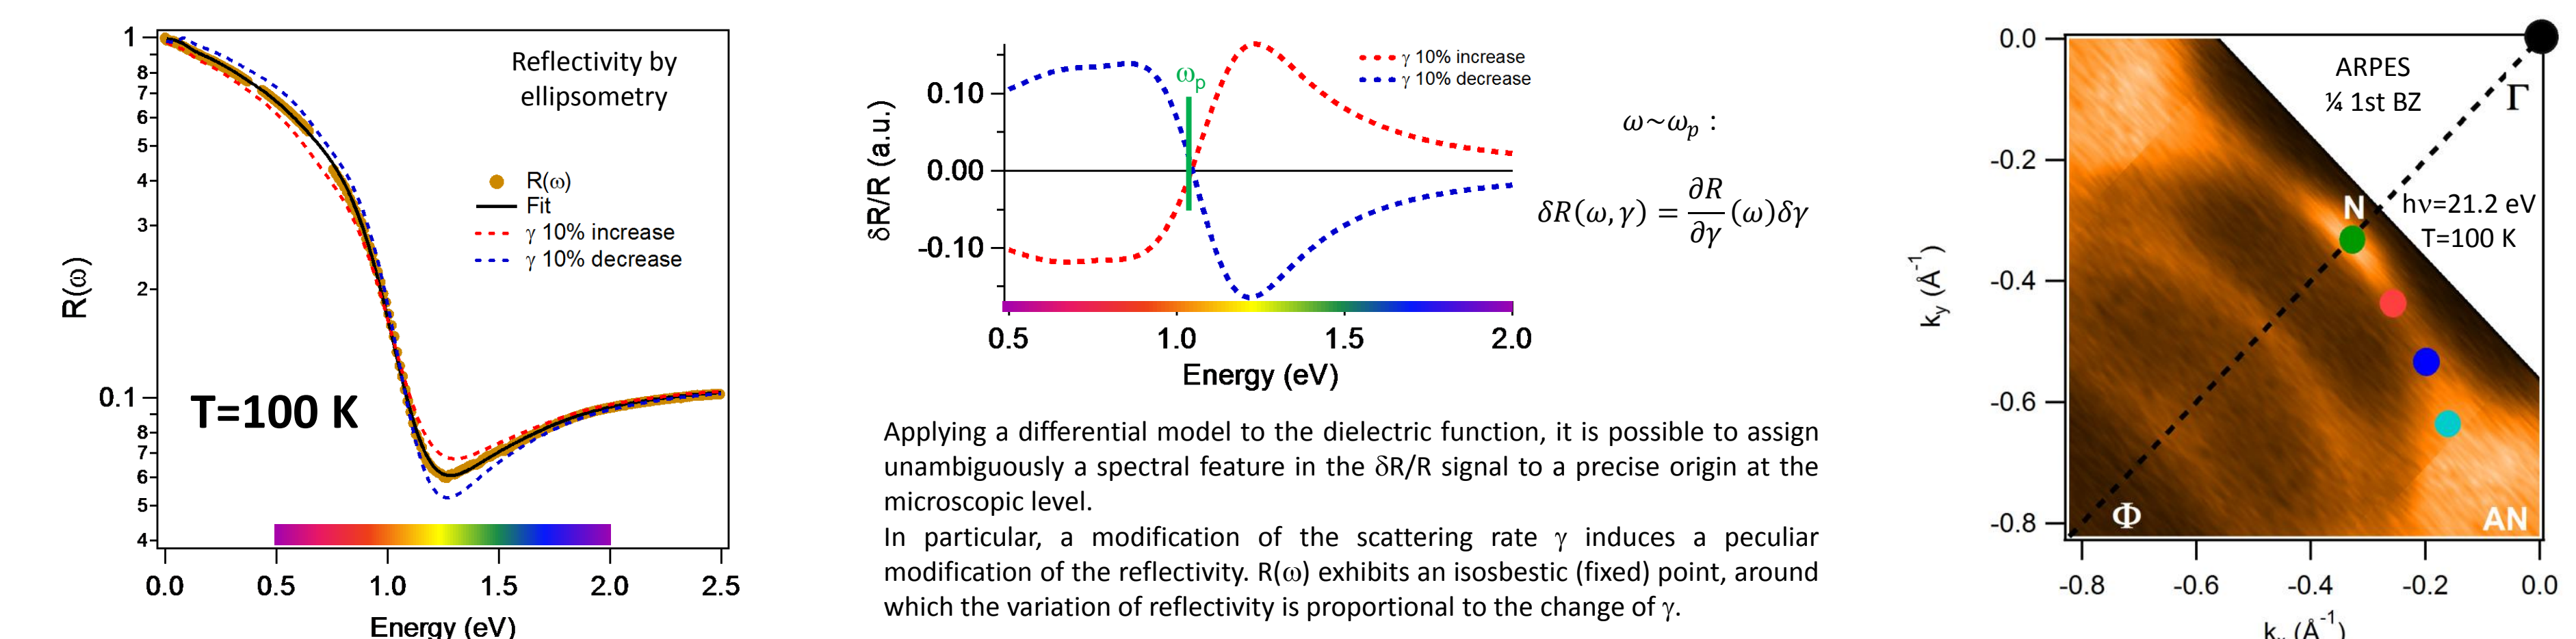 Reflectivity by
ellipsometry
R(ω)
Fit
γ 10% increase
γ 10% decrease
T=100 K
R(ω)
1
8
7
6
5
4
3
2
0.1
8
7
6
5
4
0.0 0.5 1.0 1.5 2.0 2.5
Energy (eV)
γ 10% increase
γ 10% decrease
ωp
δR/R (a.u.)
0.10
0.00
-0.10
0.5 1.0 1.5 2.0
Energy (eV)
ω~ωp :
δR(ω,γ) = ∂R/∂γ (ω)δγ
Applying a differential model to the dielectric function, it is possible to assign
unambiguously a spectral feature in the δR/R signal to a precise origin at the
microscopic level.
In particular, a modification of the scattering rate γ induces a peculiar
modification of the reflectivity. R(ω) exhibits an isosbestic (fixed) point, around
which the variation of reflectivity is proportional to the change of γ.
ARPES
¼ 1st BZ
Γ
N
hν=21.2 eV
T=100 K
Φ
AN
ky (Å-1)
0.0
-0.2
-0.4
-0.6
-0.8
-0.8 -0.6 -0.4 -0.2 0.0
kx (Å-1)